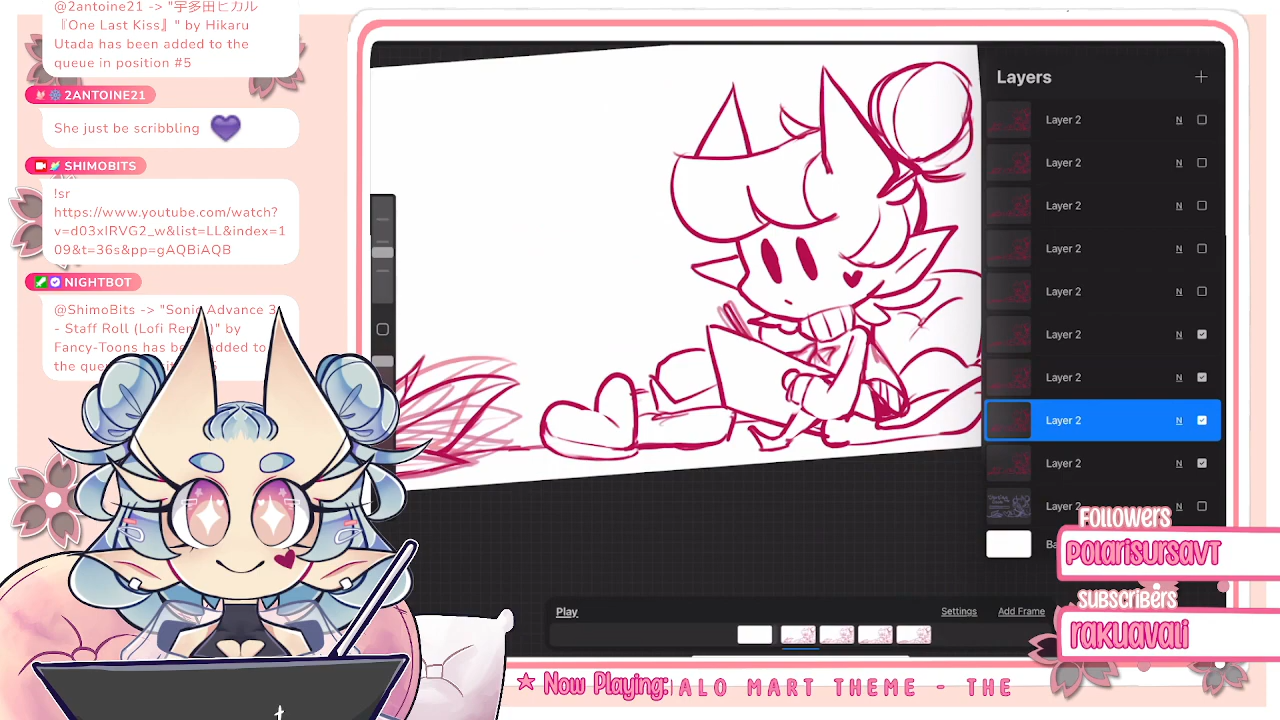 @2antoine21 -> "宇多田ヒカル
『One Last Kiss』" by Hikaru
Utada has been added to the
queue in position #5
2ANTOINE21
She just be scribbling
SHIMOBITS
!sr
https://www.youtube.com/watch?
v=d03xIRVG2_w&list=LL&index=1
09&t=36s&pp=gAQBiAQB
NIGHTBOT
@ShimoBits -> "Sonic Advance 3
- Staff Roll (Lofi
by
Fancy-Toons has
added to
the
Layers
Layer 2 N
Layer 2 N
Layer 2 N
Layer 2 N
Layer 2 N
Layer 2 N
Layer 2 N
Layer 2 N
Layer 2 N
Layer 2 N
Play
Settings
Add Frame
Followers
PolarisUrsaVT
Subscribers
rakuavali
Now Playing:
ALO MART THEME - THE